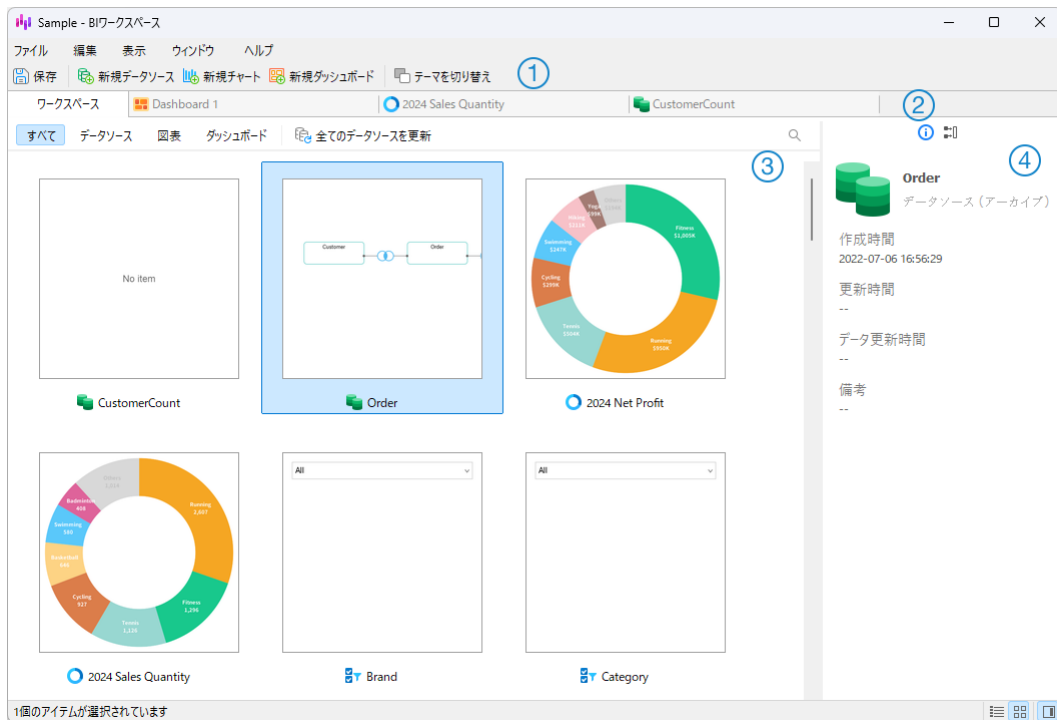 Sample - BIワークスペース
ファイル 編集 表示 ウィンドウ ヘルプ
保存 新規データソース 新規チャート 新規ダッシュボード テーマを切り替え ①
ワークスペース Dashboard 1 2024 Sales Quantity CustomerCount ②
すべて データソース 図表 ダッシュボード 全てのデータソースを更新
③
④
Order
データソース (アーカイブ)
作成時間
2022-07-06 16:56:29
更新時間
--
データ更新時間
--
備考
--
No item
CustomerCount
Customer
Order
Order
Fitness
$1,005K
Running
$950K
Tennis
$504K
Cycling
$299K
Swimming
$247K
Hiking
Yoga
$99K
Others
2024 Net Profit
Running
2,607
Fitness
1,296
Tennis
Cycling
927
Basketball
Swimming
Badminton
Others
2024 Sales Quantity
All
Brand
All
Category
1個のアイテムが選択されています